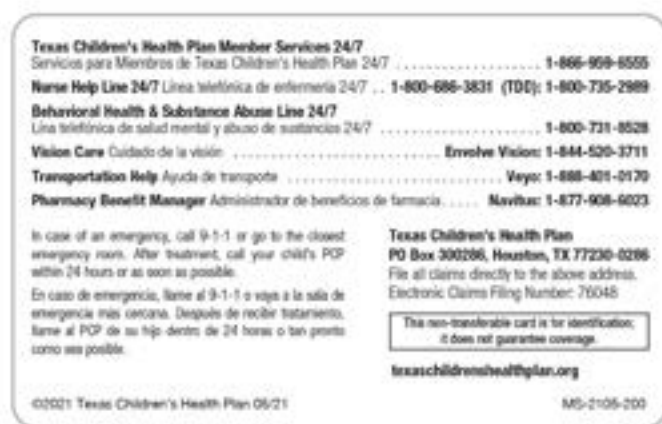 Texas Children's Health Plan Member Services 24/7
Servicios para Miembros de Texas Children's Health Plan 24/7 1-866-959-6555
Nurse Help Line 24/7 Línea telefónica de enfermería 24/7 1-800-686-3831 (TDD): 1-800-735-2989
Behavioral Health & Substance Abuse Line 24/7
Lína telefónica de salud mental y abuso de sustancias 24/7 1-800-731-8528
Vision Care Cuidado de la visión Envolve Vision: 1-844-520-3711
Transportation Help Ayuda de transporte Veyo: 1-888-401-0170
Pharmacy Benefit Manager Administrador de beneficios de farmacia Navitus: 1-877-908-6023
In case of an emergency, call 9-1-1 or go to the closest
emergency room. After treatment, call your child's PCP
within 24 hours or as soon as possible.
En caso de emergencia, llame al 9-1-1 o vaya a la sala de
emergencia más cercana. Después de recibir tratamiento,
llame al PCP de su hijo dentro de 24 horas o tan pronto
como sea posible.
Texas Children's Health Plan
PO Box 300286, Houston, TX 77230-0286
File all claims directly to the above address.
Electronic Claims Filing Number: 76048
This non-transferable card is for identification;
it does not guarantee coverage.
texaschildrenshealthplan.org
©2021 Texas Children's Health Plan 05/21
MS-2105-200